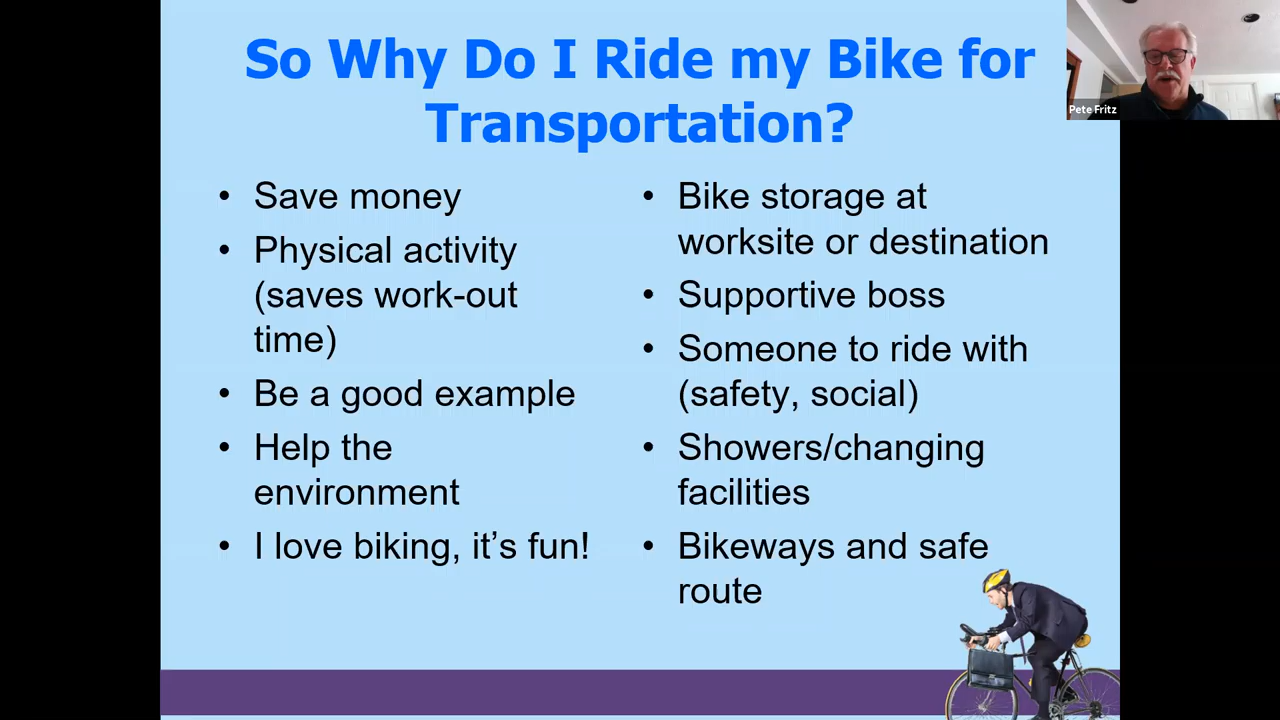 So Why Do I Ride my Bike for
Transportation?
• Save money
• Physical activity
(saves work-out
time)
• Be a good example
• Help the
environment
• I love biking, it’s fun!
• Bike storage at
worksite or destination
• Supportive boss
• Someone to ride with
(safety, social)
• Showers/changing
facilities
• Bikeways and safe
route
Pete Fritz